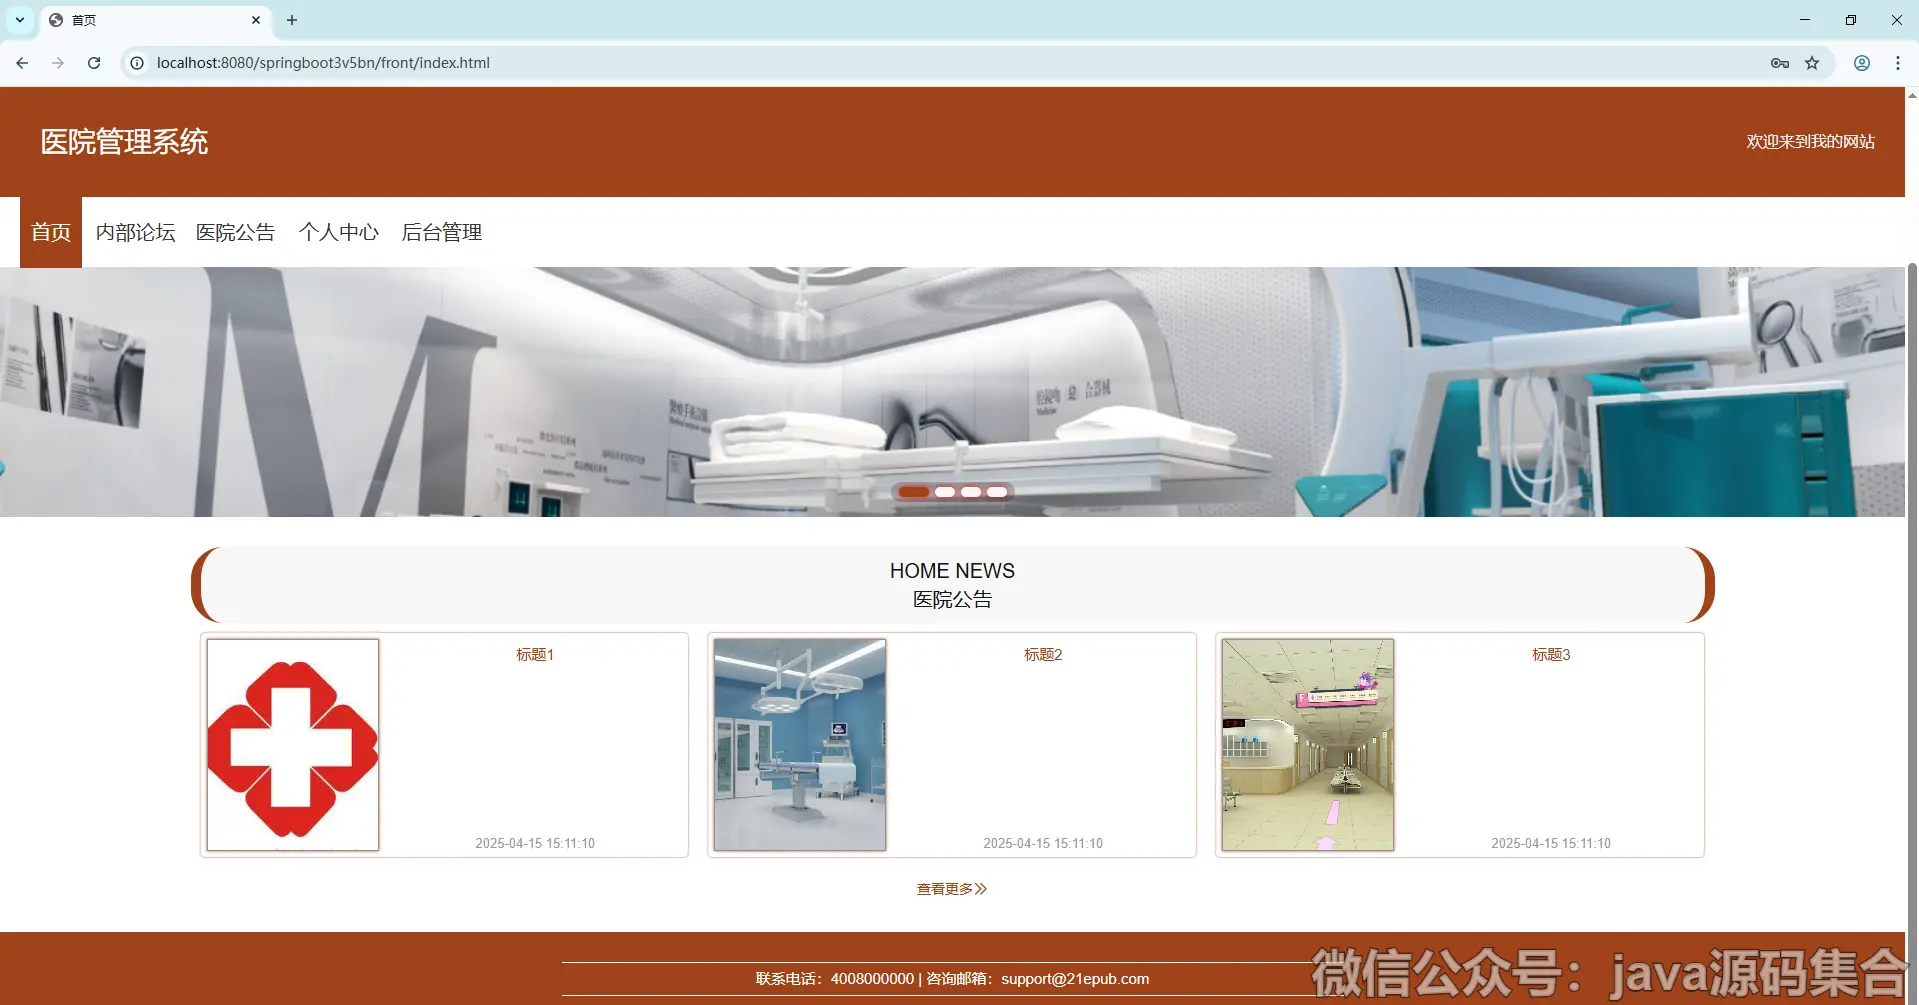 首页
localhost:8080/springboot3v5bn/front/index.html
医院管理系统
欢迎来到我的网站
首页 内部论坛 医院公告 个人中心 后台管理
M
HOME NEWS
医院公告
标题1
2025-04-15 15:11:10
标题2
2025-04-15 15:11:10
标题3
2025-04-15 15:11:10
查看更多
联系电话：4008000000 | 咨询邮箱：support@21epub.com
微信公众号：java源码集合